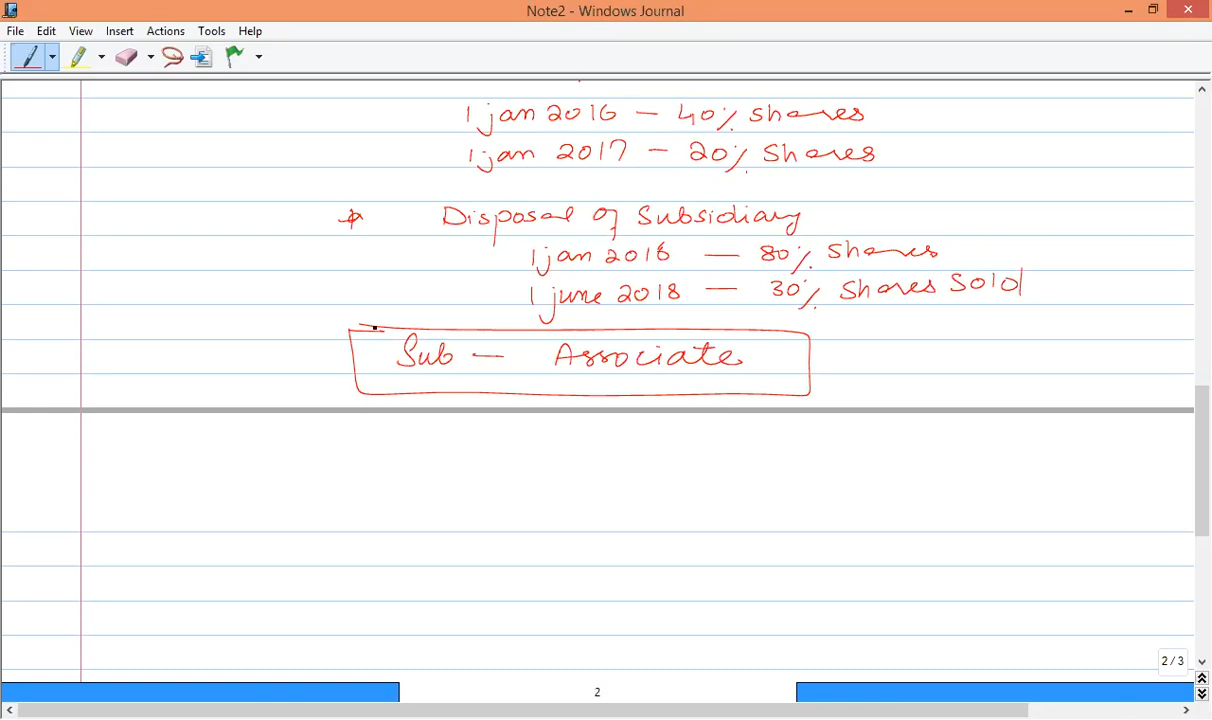 Note2 - Windows Journal
File Edit View Insert Actions Tools Help
1 jan 2016 — 40% shares
1 jan 2017 — 20% Shares
* Disposal of Subsidiary
1 jan 2018 — 80% Shares
1 june 2018 — 30% Shares Sold
Sub — Associate
2 / 3
2